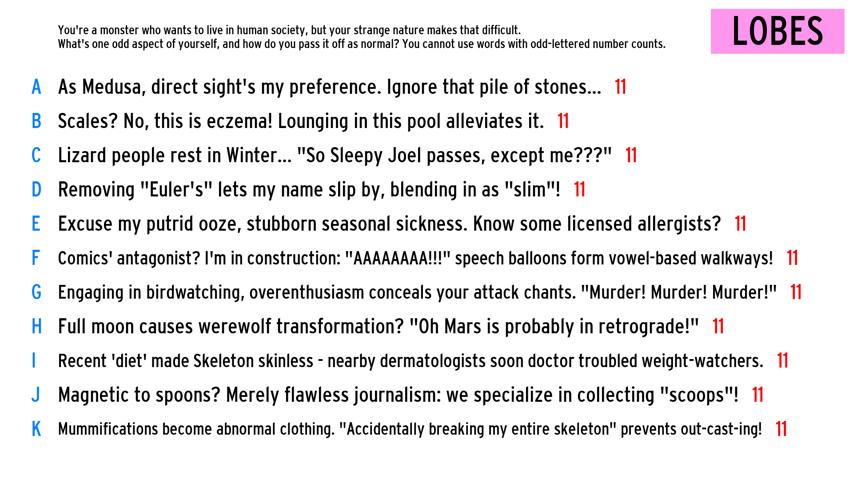 You're a monster who wants to live in human society, but your strange nature makes that difficult.
What's one odd aspect of yourself, and how do you pass it off as normal? You cannot use words with odd-lettered number counts.
LOBES
A As Medusa, direct sight's my preference. Ignore that pile of stones... 11
B Scales? No, this is eczema! Lounging in this pool alleviates it. 11
C Lizard people rest in Winter... "So Sleepy Joel passes, except me???" 11
D Removing "Euler's" lets my name slip by, blending in as "slim"! 11
E Excuse my putrid ooze, stubborn seasonal sickness. Know some licensed allergists? 11
F Comics' antagonist? I'm in construction: "AAAAAAAA!!!" speech balloons form vowel-based walkways! 11
G Engaging in birdwatching, overenthusiasm conceals your attack chants. "Murder! Murder! Murder!" 11
H Full moon causes werewolf transformation? "Oh Mars is probably in retrograde!" 11
I Recent 'diet' made Skeleton skinless - nearby dermatologists soon doctor troubled weight-watchers. 11
J Magnetic to spoons? Merely flawless journalism: we specialize in collecting "scoops"! 11
K Mummifications become abnormal clothing. "Accidentally breaking my entire skeleton" prevents out-cast-ing! 11